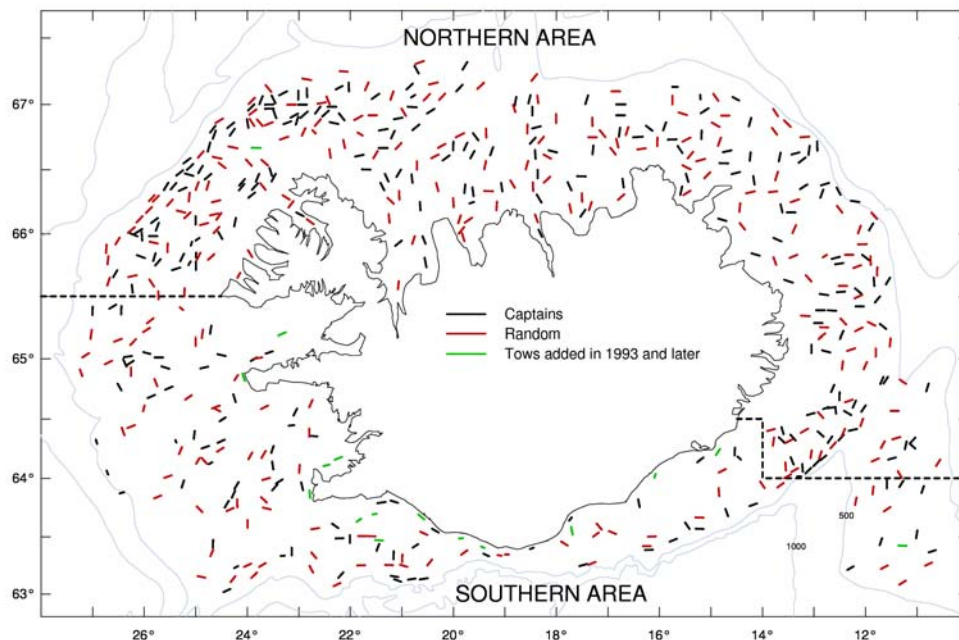 NORTHERN AREA
67°
66°
Captains
Random
Tows added in 1993 and later
65°
64°
500
1000
63°
SOUTHERN AREA
26° 24° 22° 20° 18° 16° 14° 12°